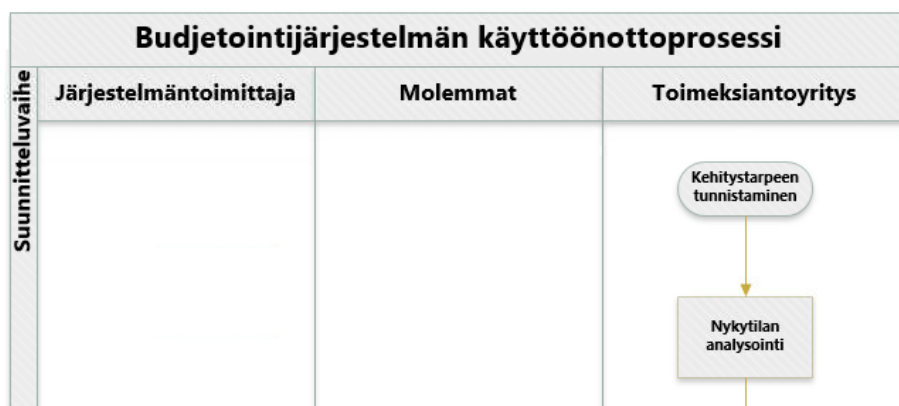 Budjetointijärjestelmän käyttöönottoprosessi
Suunnitteluvaihe
Järjestelmäntoimittaja
Molemmat
Toimeksiantoyritys
Kehitystarpeen
tunnistaminen
Nykytilan
analysointi